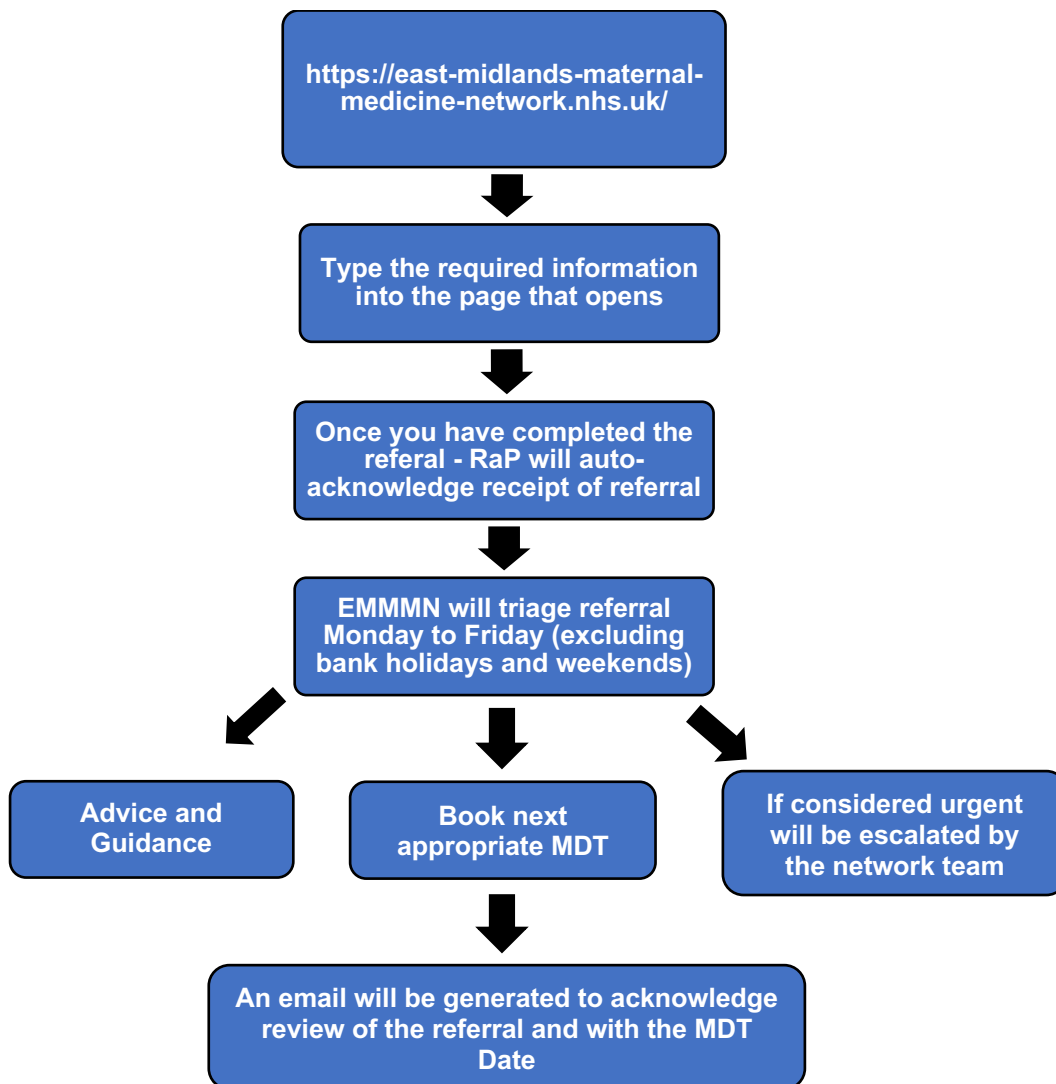 https://east-midlands-maternal-
medicine-network.nhs.uk/
Type the required information
into the page that opens
Once you have completed the
referal - RaP will auto-
acknowledge receipt of referral
EMMMN will triage referral
Monday to Friday (excluding
bank holidays and weekends)
Advice and
Guidance
Book next
appropriate MDT
If considered urgent
will be escalated by
the network team
An email will be generated to acknowledge
review of the referral and with the MDT
Date